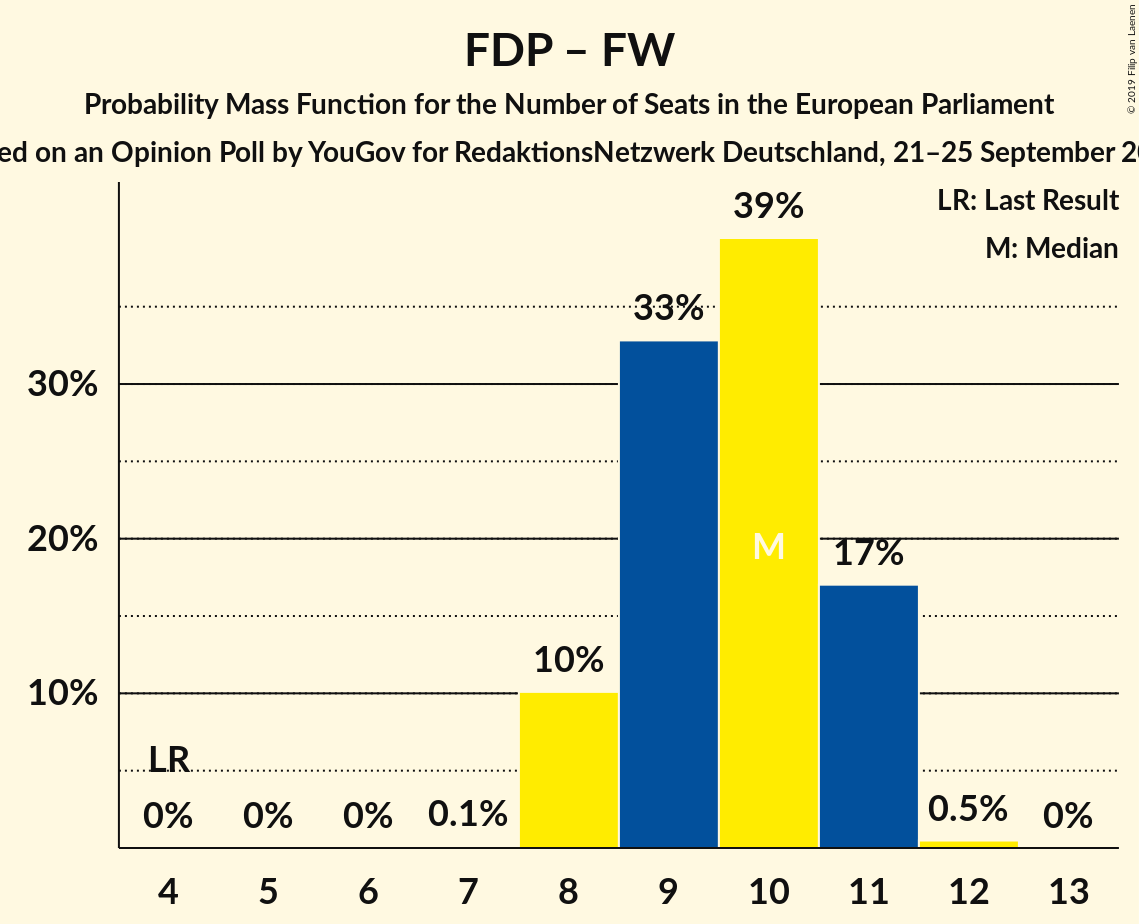 FDP – FW
Probability Mass Function for the Number of Seats in the European Parliament
on an Opinion Poll by YouGov for RedaktionsNetzwerk Deutschland, 21–25 September
© 2019 Filip van Laenen
LR: Last Result
M: Median
39%
33%
30%
20%
M
17%
10%
10%
LR
0%
0%
0%
0.1%
0.5%
0%
4
5
6
7
8
9
10
11
12
13